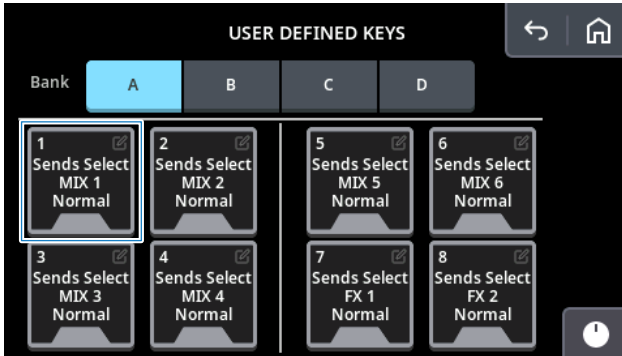 USER DEFINED KEYS
Bank A B C D
1
Sends Select
MIX 1
Normal
2
Sends Select
MIX 2
Normal
5
Sends Select
MIX 5
Normal
6
Sends Select
MIX 6
Normal
3
Sends Select
MIX 3
Normal
4
Sends Select
MIX 4
Normal
7
Sends Select
FX 1
Normal
8
Sends Select
FX 2
Normal